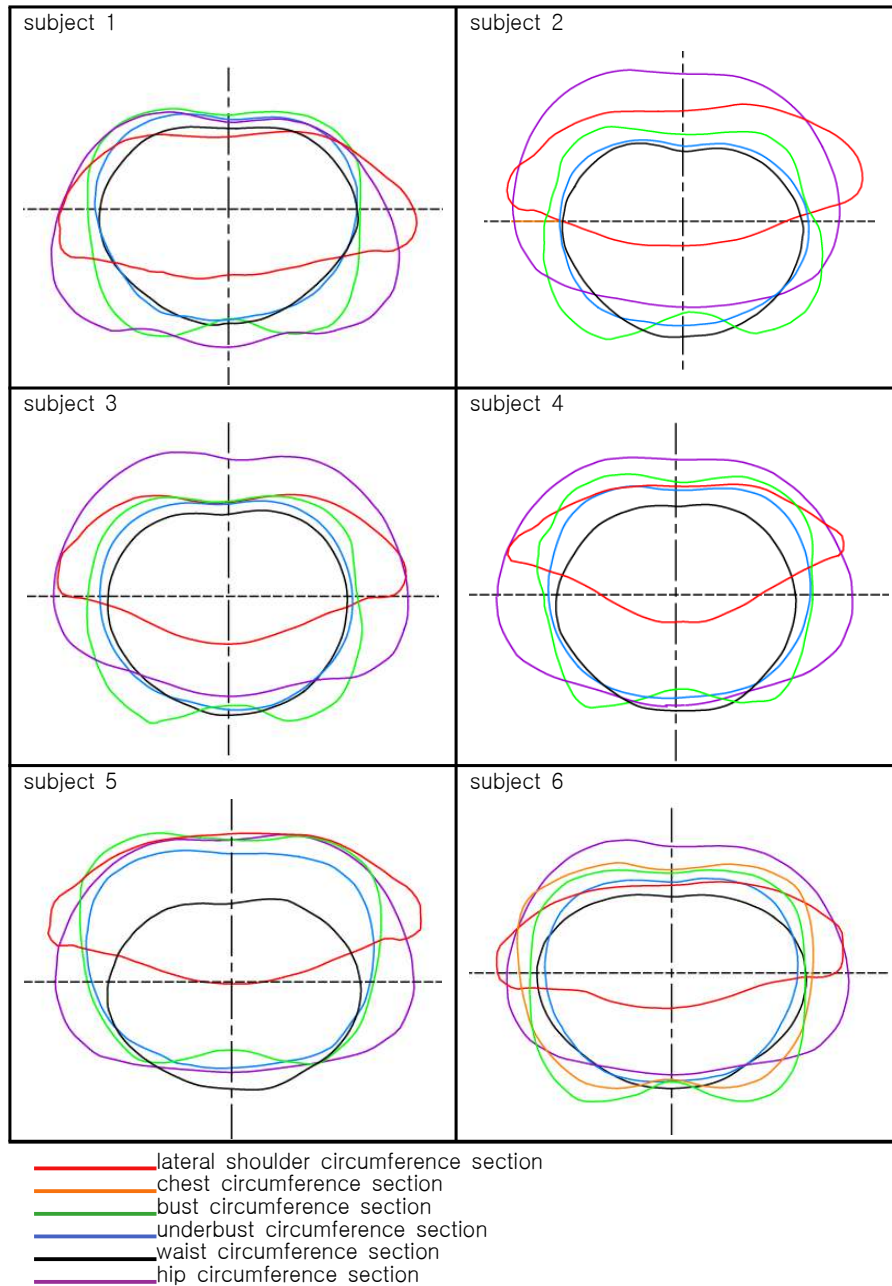 subject 1
subject 2
subject 3
subject 4
subject 5
subject 6
lateral shoulder circumference section
chest circumference section
bust circumference section
underbust circumference section
waist circumference section
hip circumference section